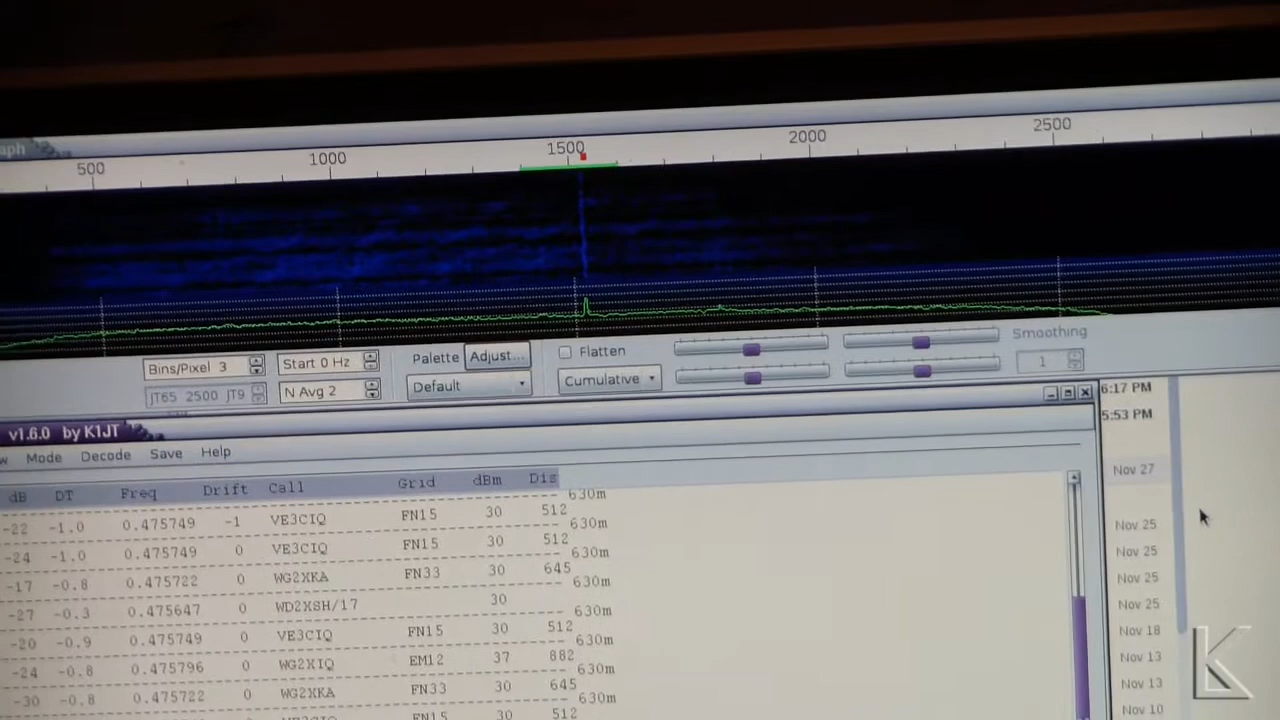 aph
500 1000 1500 2000 2500
Bins/Pixel 3 Start 0 Hz Palette Adjust... Flatten Smoothing
JT65 2500 JT9 N Avg 2 Default Cumulative 1
6:17 PM
5:53 PM
v1.6.0 by K1JT
w Mode Decode Save Help
Nov 27
dB DT Freq Drift Call Grid dBm Dis
630m
-22 -1.0 0.475749 -1 VE3CIQ FN15 30 512
630m
-24 -1.0 0.475749 0 VE3CIQ FN15 30 512
630m
-17 -0.8 0.475722 0 WG2XKA FN33 30 645
630m
-27 -0.3 0.475647 0 WD2XSH/17 30
630m
-20 -0.9 0.475749 0 VE3CIQ FN15 30 512
630m
-24 -0.8 0.475796 0 WG2XIQ EM12 37 882
630m
-30 -0.8 0.475722 0 WG2XKA FN33 30 645
630m
FN15 30 512
Nov 25
Nov 25
Nov 25
Nov 25
Nov 18
Nov 13
Nov 13
Nov 10
K